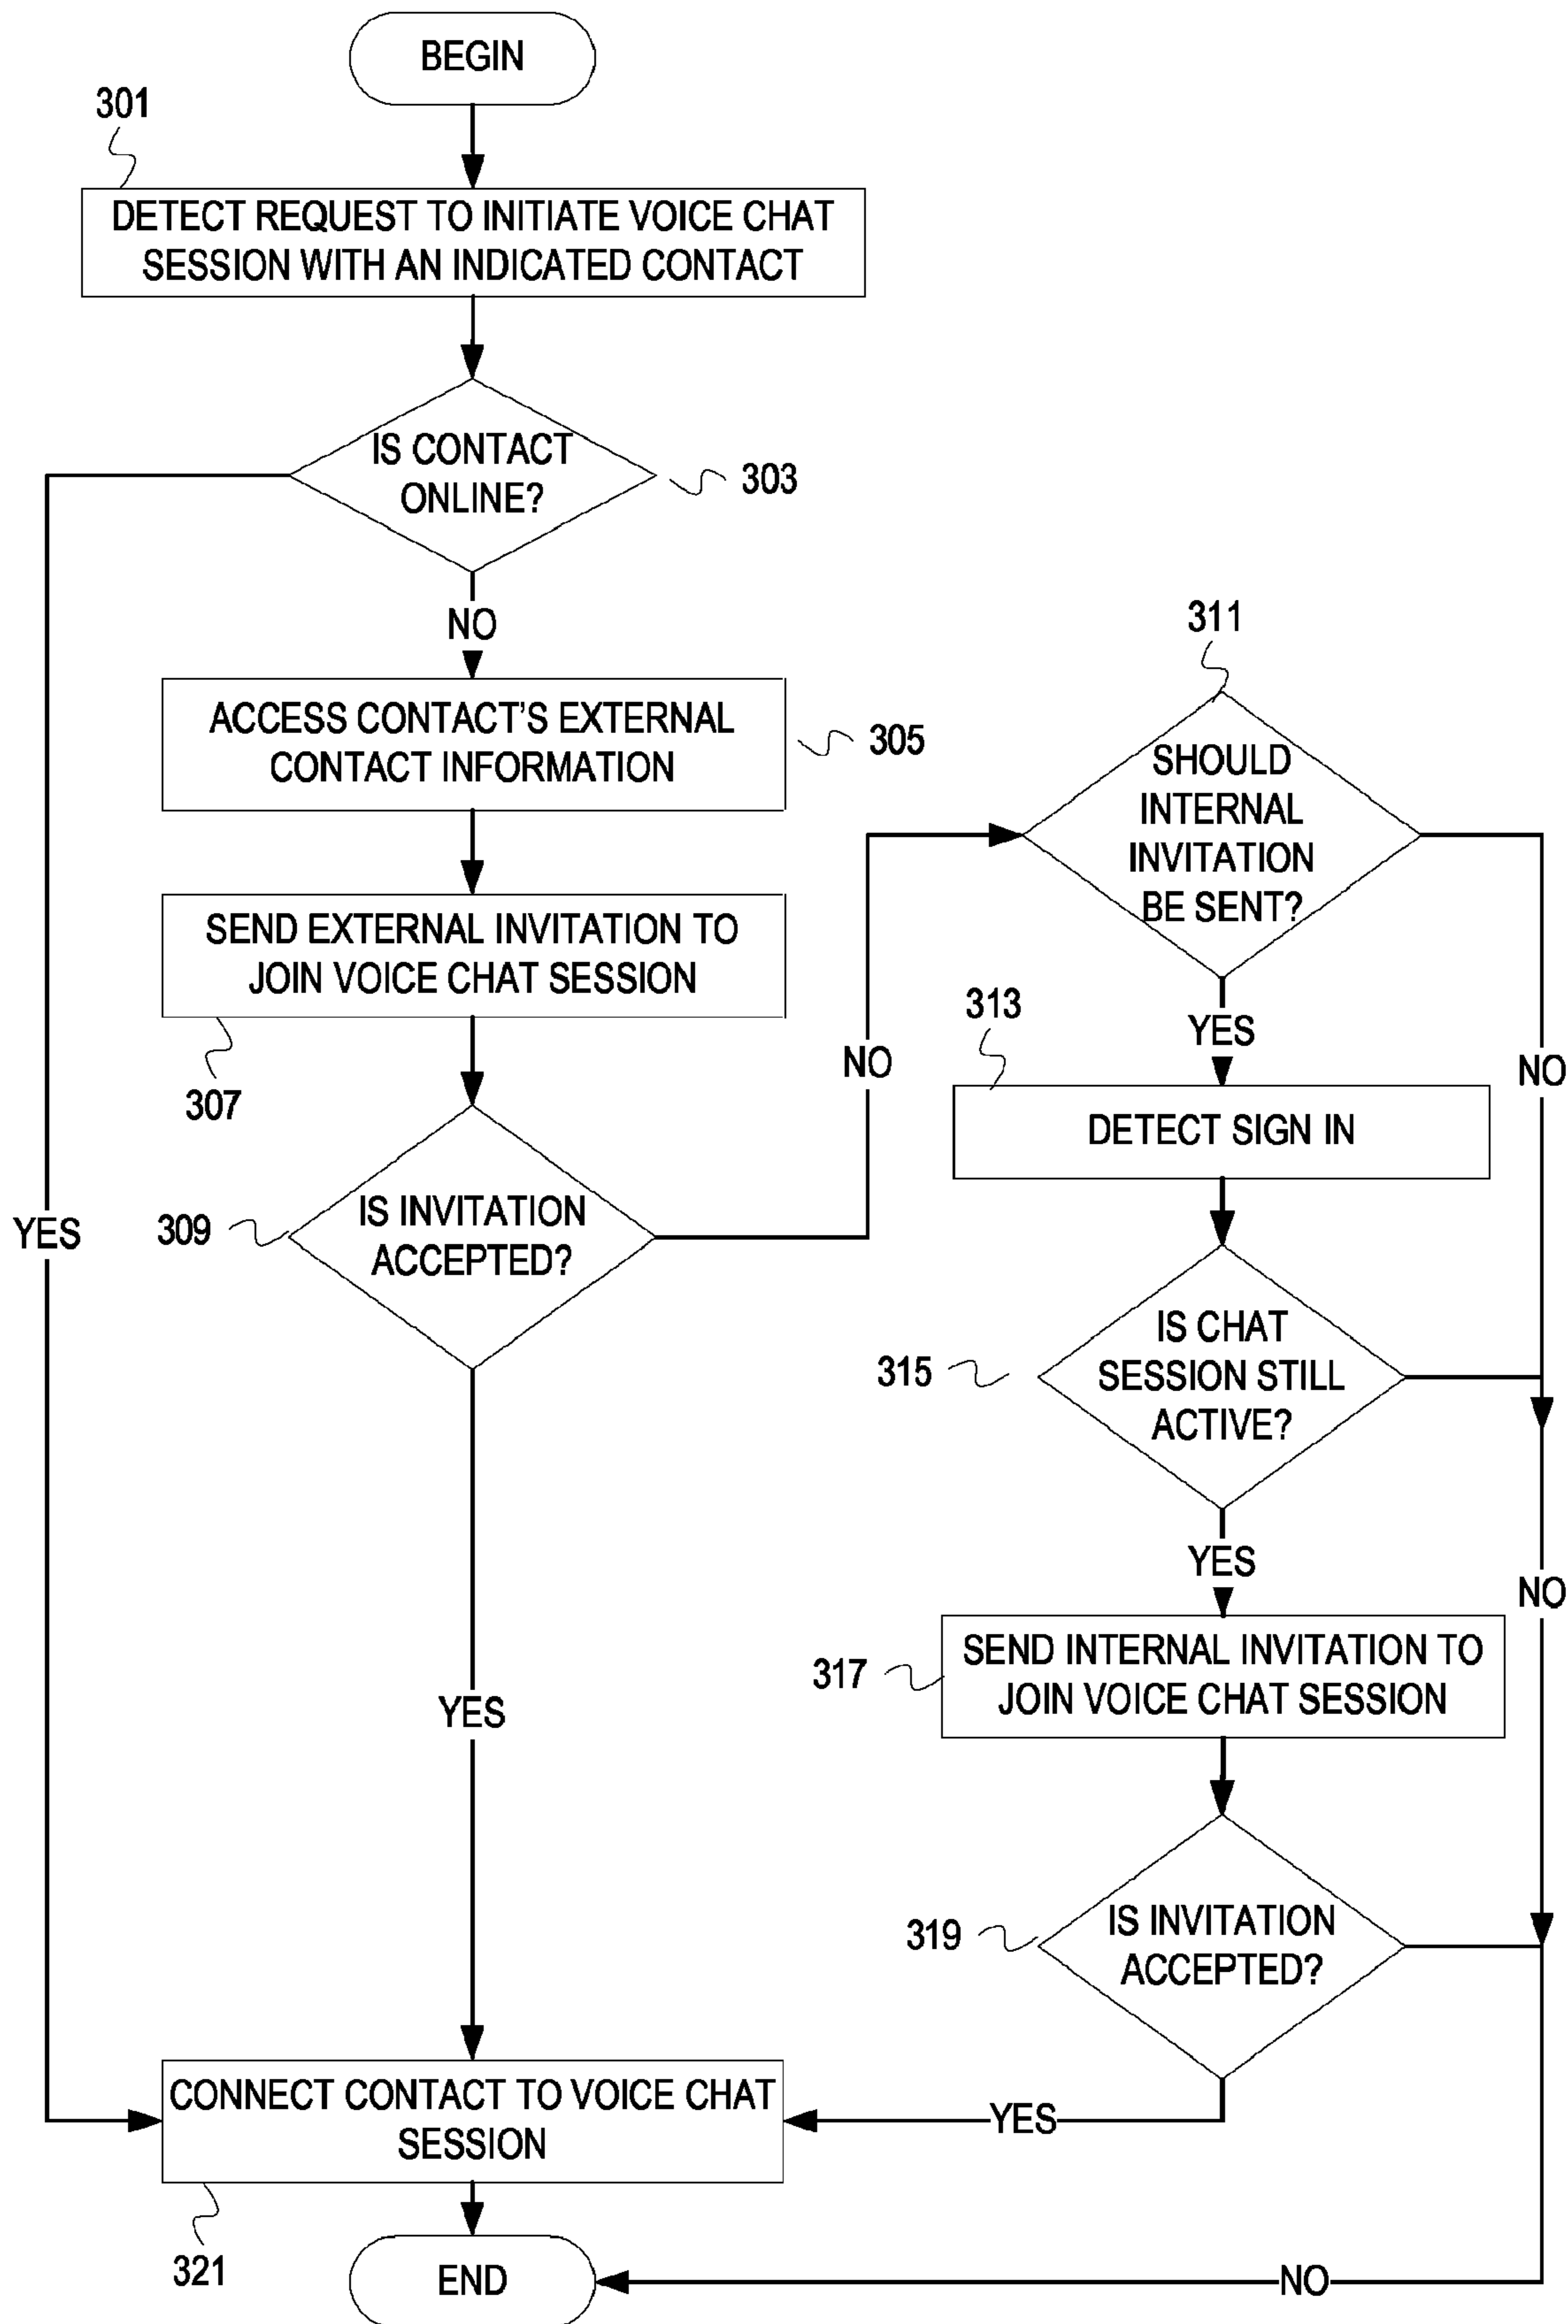 BEGIN
301
DETECT REQUEST TO INITIATE VOICE CHAT
SESSION WITH AN INDICATED CONTACT
IS CONTACT
ONLINE?
303
NO
ACCESS CONTACT'S EXTERNAL
CONTACT INFORMATION
305
SEND EXTERNAL INVITATION TO
JOIN VOICE CHAT SESSION
307
309
IS INVITATION
ACCEPTED?
YES
YES
NO
311
SHOULD
INTERNAL
INVITATION
BE SENT?
NO
YES
313
DETECT SIGN IN
315
IS CHAT
SESSION STILL
ACTIVE?
YES
NO
317
SEND INTERNAL INVITATION TO
JOIN VOICE CHAT SESSION
319
IS INVITATION
ACCEPTED?
YES
CONNECT CONTACT TO VOICE CHAT
SESSION
321
END
NO